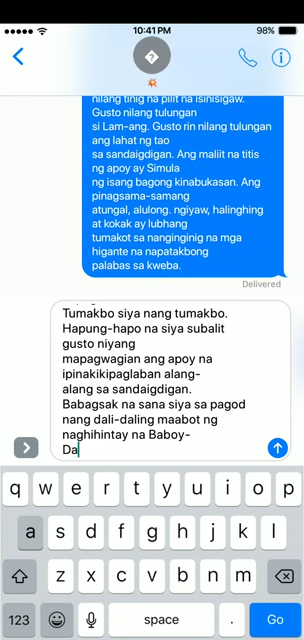 10:41 PM
98%
nilang tinig na pilit na isinisigaw.
Gusto nilang tulungan
si Lam-ang. Gusto rin nilang tulungan
ang lahat ng tao
sa sandaigdigan. Ang maliit na titis
ng apoy ay Simula
ng isang bagong kinabukasan. Ang
pinagsama-samang
atungal, alulong. ngiyaw, halinghing
at kokak ay lubhang
tumakot sa nanginginig na mga
higante na napatakbong
palabas sa kweba.
Delivered
Tumakbo siya nang tumakbo.
Hapung-hapo na siya subalit
gusto niyang
mapagwagian ang apoy na
ipinakikipaglaban alang-
alang sa sandaigdigan.
Babagsak na sana siya sa pagod
nang dali-daling maabot ng
naghihintay na Baboy-
Da
q w e r t y u i o p
a s d f g h j k l
z x c v b n m
123 space . Go